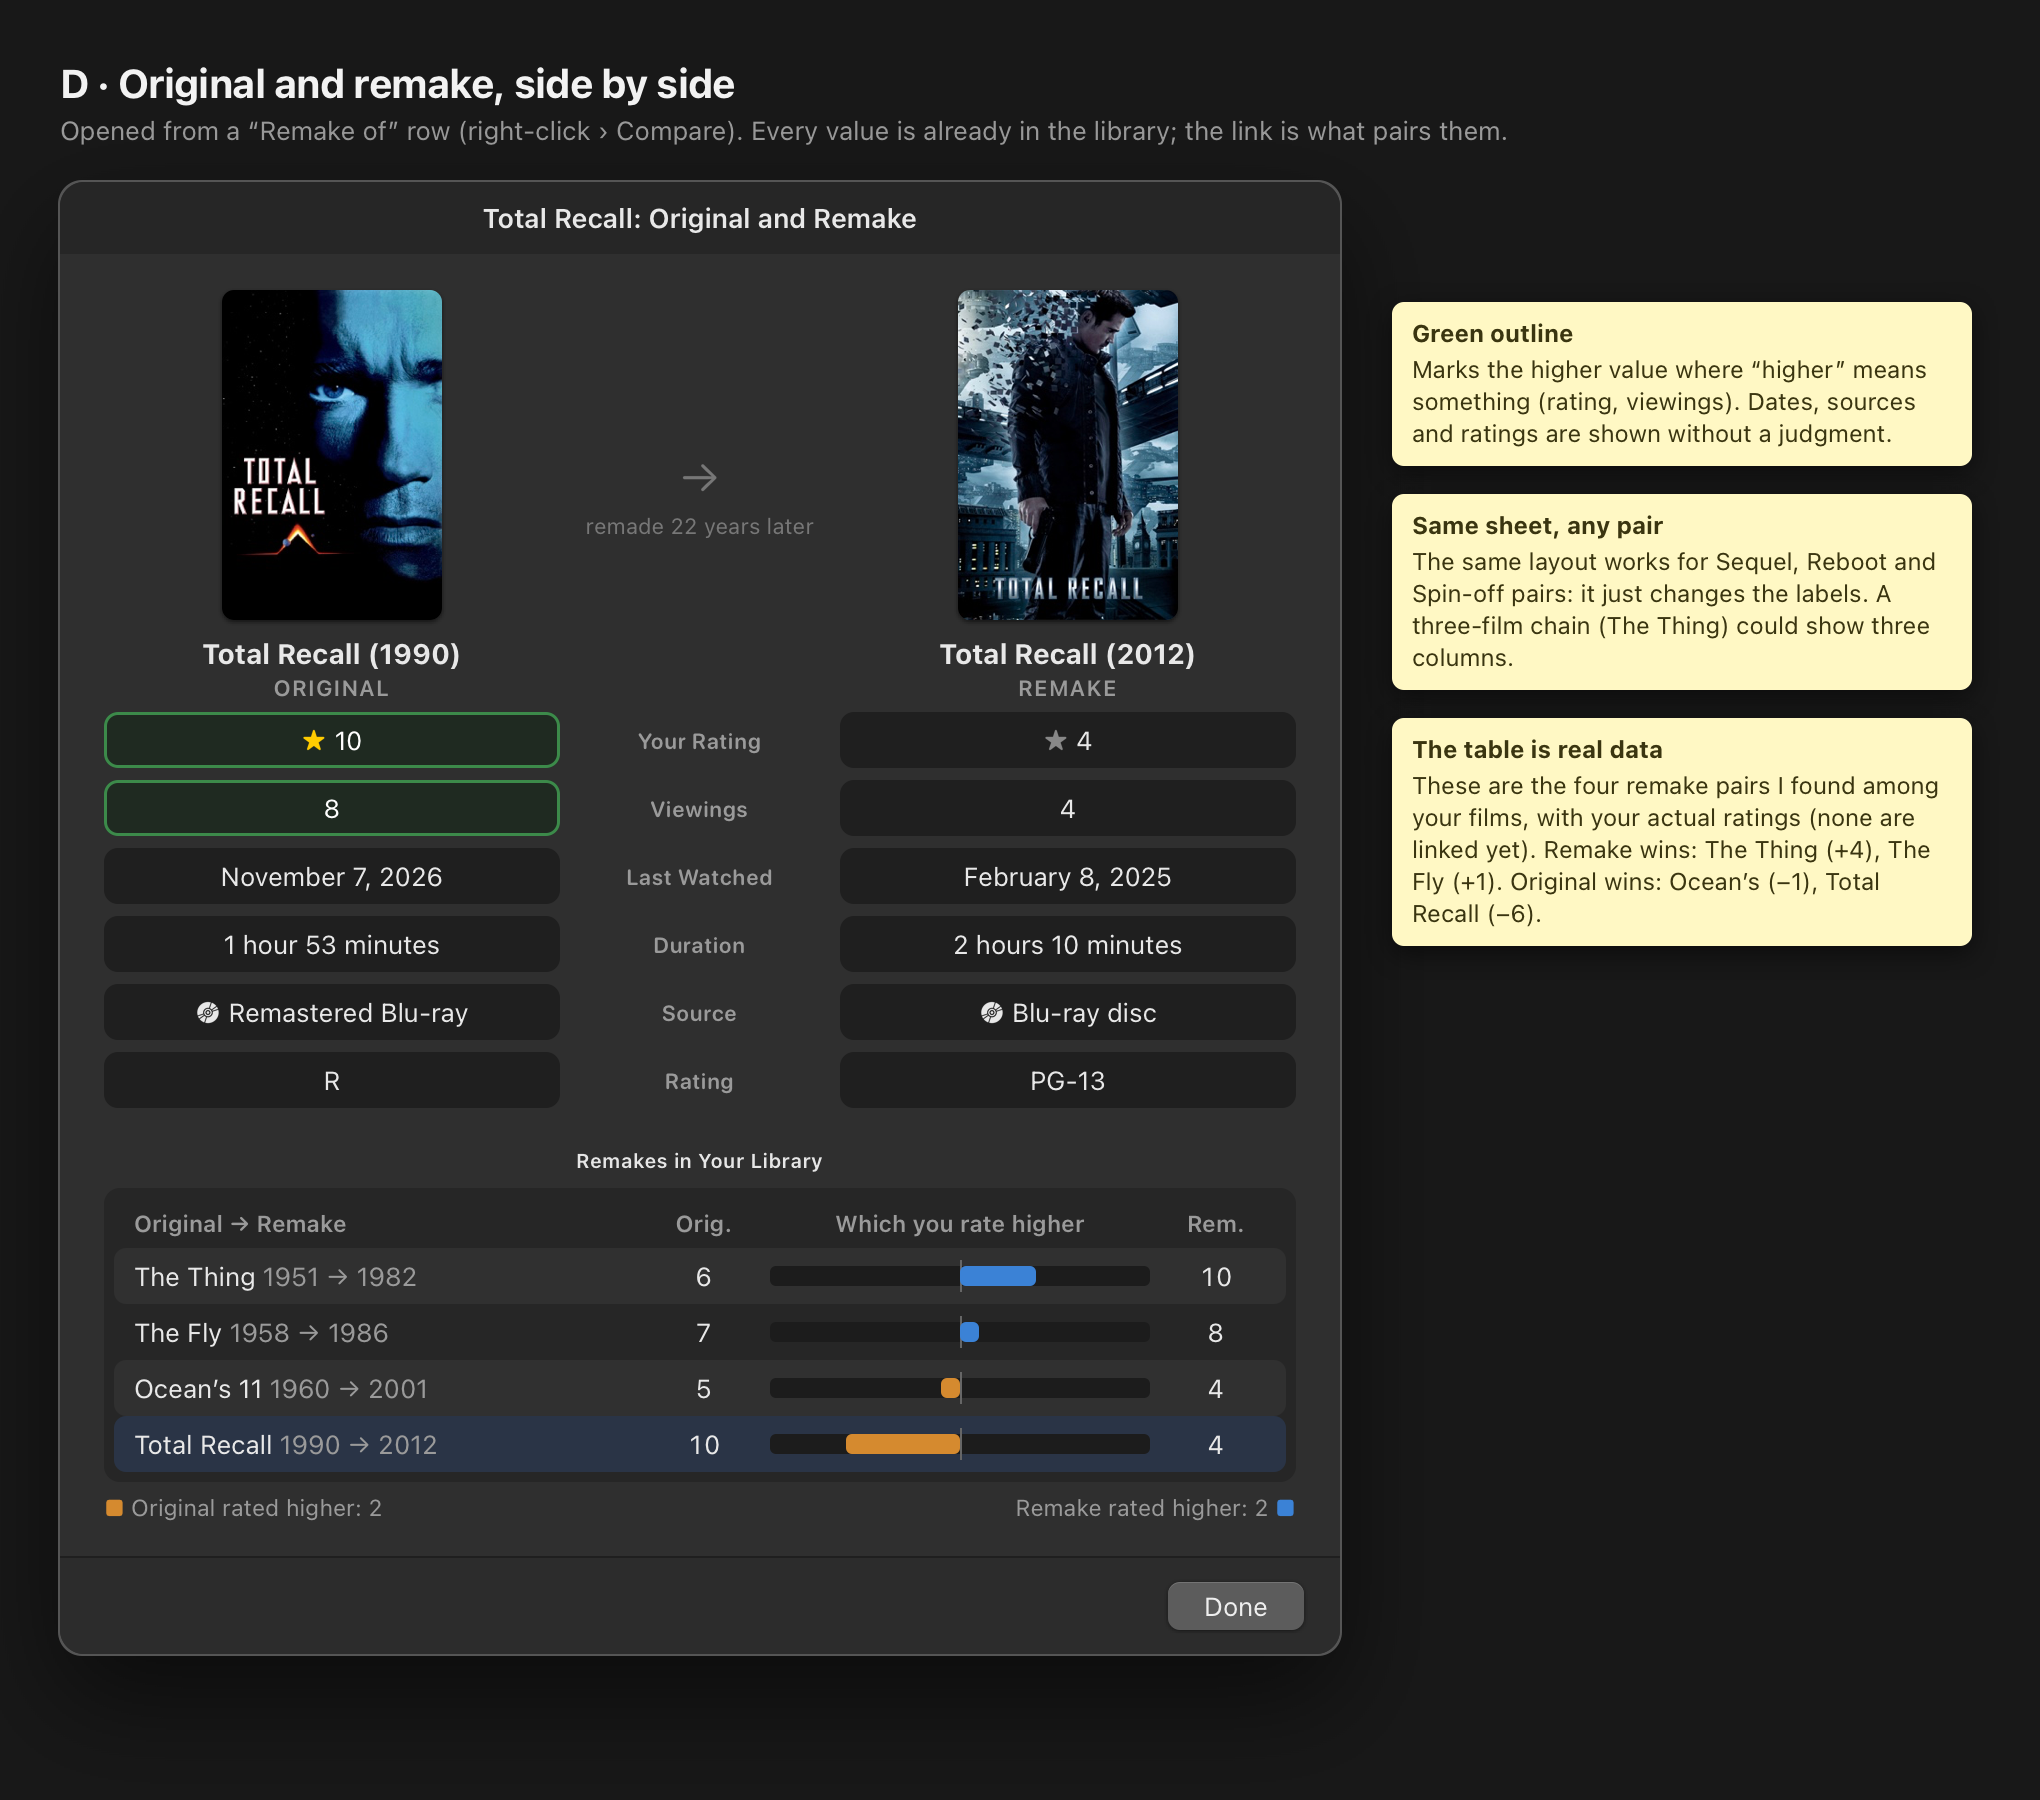 D · Original and remake, side by side
Opened from a “Remake of” row (right-click › Compare). Every value is already in the library; the link is what pairs them.
Total Recall: Original and Remake
TOTAL
RECALL
→
remade 22 years later
TOTAL RECALL
Total Recall (1990)
ORIGINAL
Total Recall (2012)
REMAKE
★ 10 Your Rating ★ 4
8 Viewings 4
November 7, 2026 Last Watched February 8, 2025
1 hour 53 minutes Duration 2 hours 10 minutes
Remastered Blu-ray Source Blu-ray disc
R Rating PG-13
Remakes in Your Library
Original → Remake Orig. Which you rate higher Rem.
The Thing 1951 → 1982 6 10
The Fly 1958 → 1986 7 8
Ocean’s 11 1960 → 2001 5 4
Total Recall 1990 → 2012 10 4
Original rated higher: 2 Remake rated higher: 2
Done
Green outline
Marks the higher value where “higher” means
something (rating, viewings). Dates, sources
and ratings are shown without a judgment.
Same sheet, any pair
The same layout works for Sequel, Reboot and
Spin-off pairs: it just changes the labels. A
three-film chain (The Thing) could show three
columns.
The table is real data
These are the four remake pairs I found among
your films, with your actual ratings (none are
linked yet). Remake wins: The Thing (+4), The
Fly (+1). Original wins: Ocean’s (−1), Total
Recall (−6).